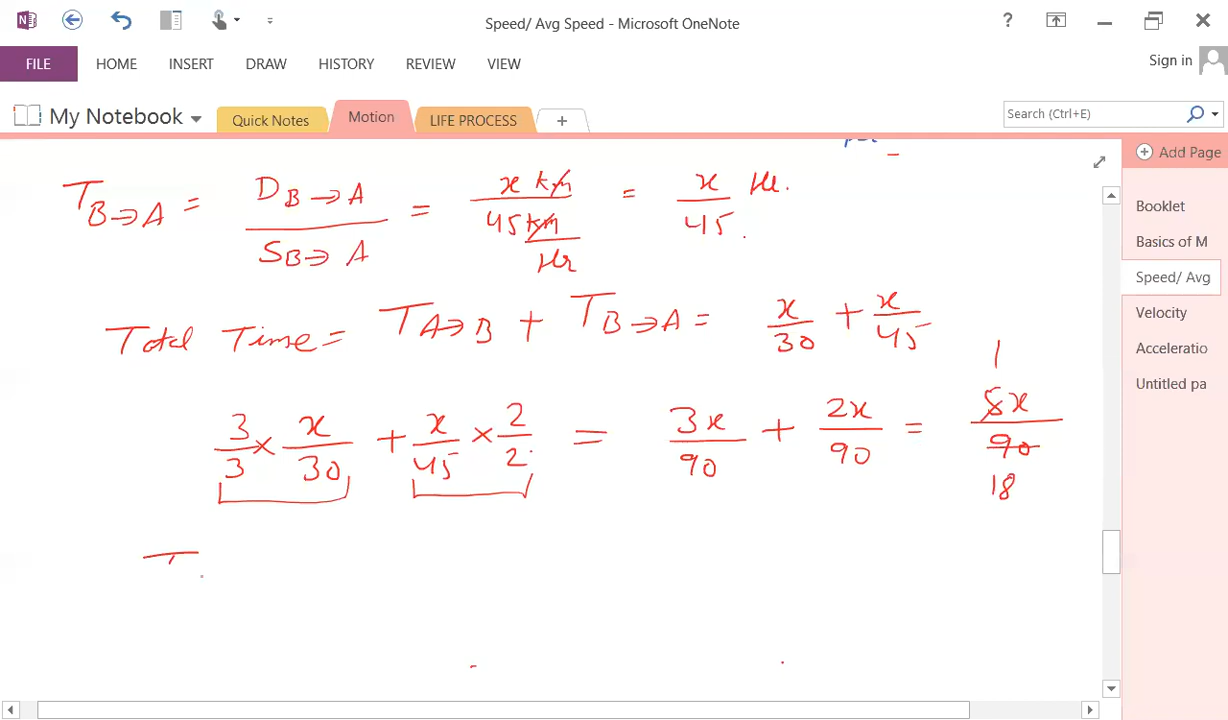 Speed/ Avg Speed - Microsoft OneNote
?
Sign in
FILE HOME INSERT DRAW HISTORY REVIEW VIEW
My Notebook Quick Notes Motion LIFE PROCESS +
Search (Ctrl+E)
Add Page
Booklet
Basics of M
Speed/ Avg
Velocity
Acceleratio
Untitled pa
T B→A = D B→A / S B→A = x km / 45 km/Hr = x/45 Hr.
Total Time = T A→B + T B→A = x/30 + x/45
3/3 × x/30 + x/45 × 2/2 = 3x/90 + 2x/90 = 5x/90
1
18
T